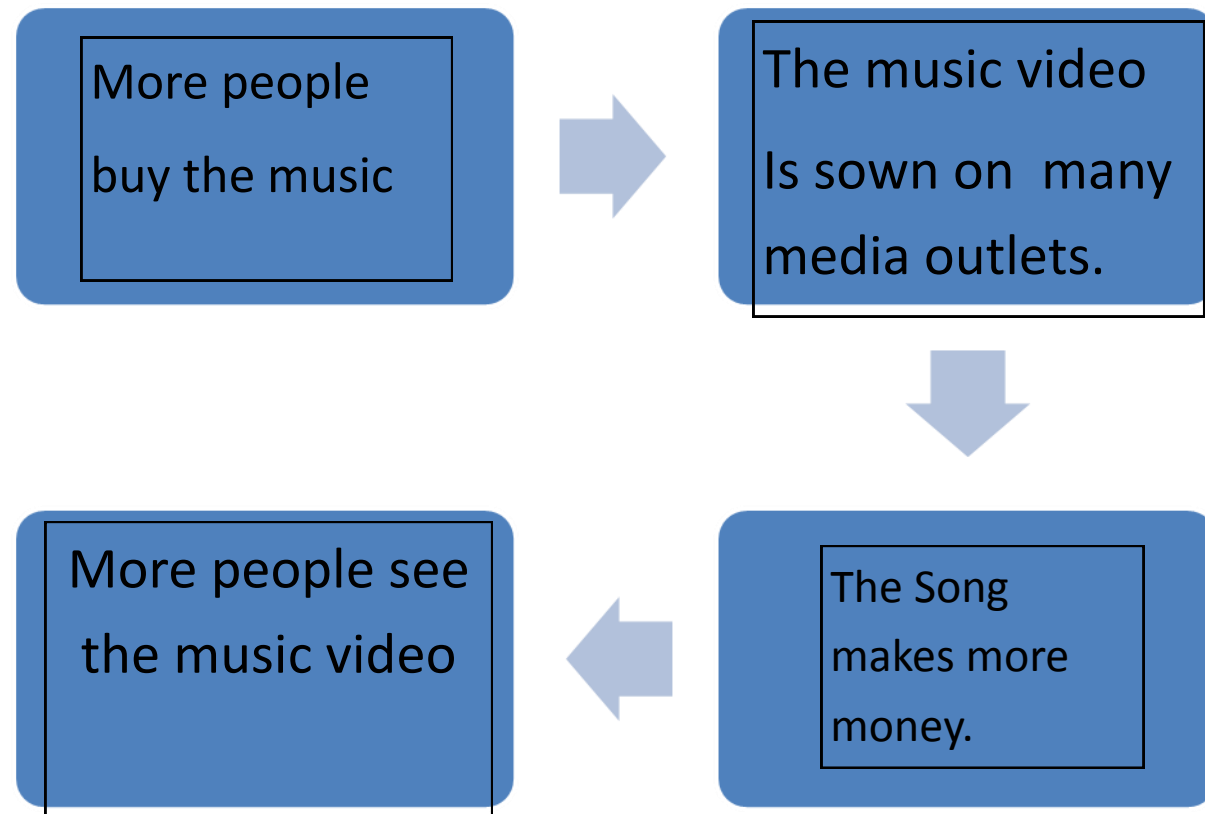 More people
buy the music
The music video
Is sown on  many
media outlets.
The Song
makes more
money.
More people see
the music video